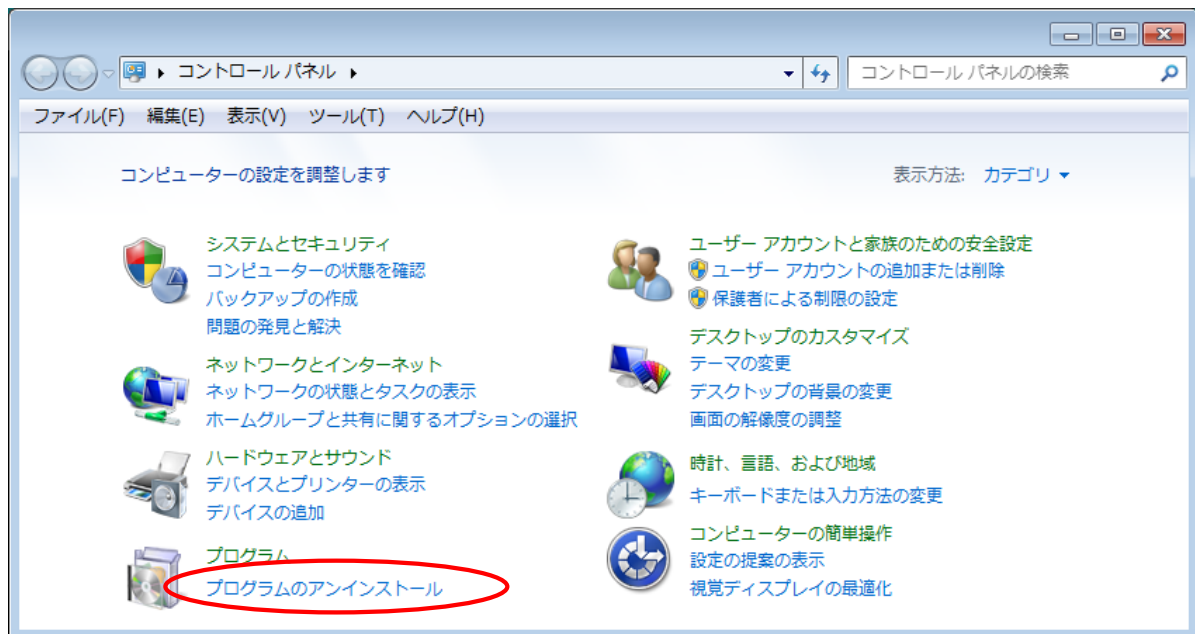 コントロール パネル
コントロール パネルの検索
ファイル(F) 編集(E) 表示(V) ツール(T) ヘルプ(H)
コンピューターの設定を調整します
表示方法: カテゴリ
システムとセキュリティ
コンピューターの状態を確認
バックアップの作成
問題の発見と解決
ネットワークとインターネット
ネットワークの状態とタスクの表示
ホームグループと共有に関するオプションの選択
ハードウェアとサウンド
デバイスとプリンターの表示
デバイスの追加
プログラム
プログラムのアンインストール
ユーザー アカウントと家族のための安全設定
ユーザー アカウントの追加または削除
保護者による制限の設定
デスクトップのカスタマイズ
テーマの変更
デスクトップの背景の変更
画面の解像度の調整
時計、言語、および地域
キーボードまたは入力方法の変更
コンピューターの簡単操作
設定の提案の表示
視覚ディスプレイの最適化